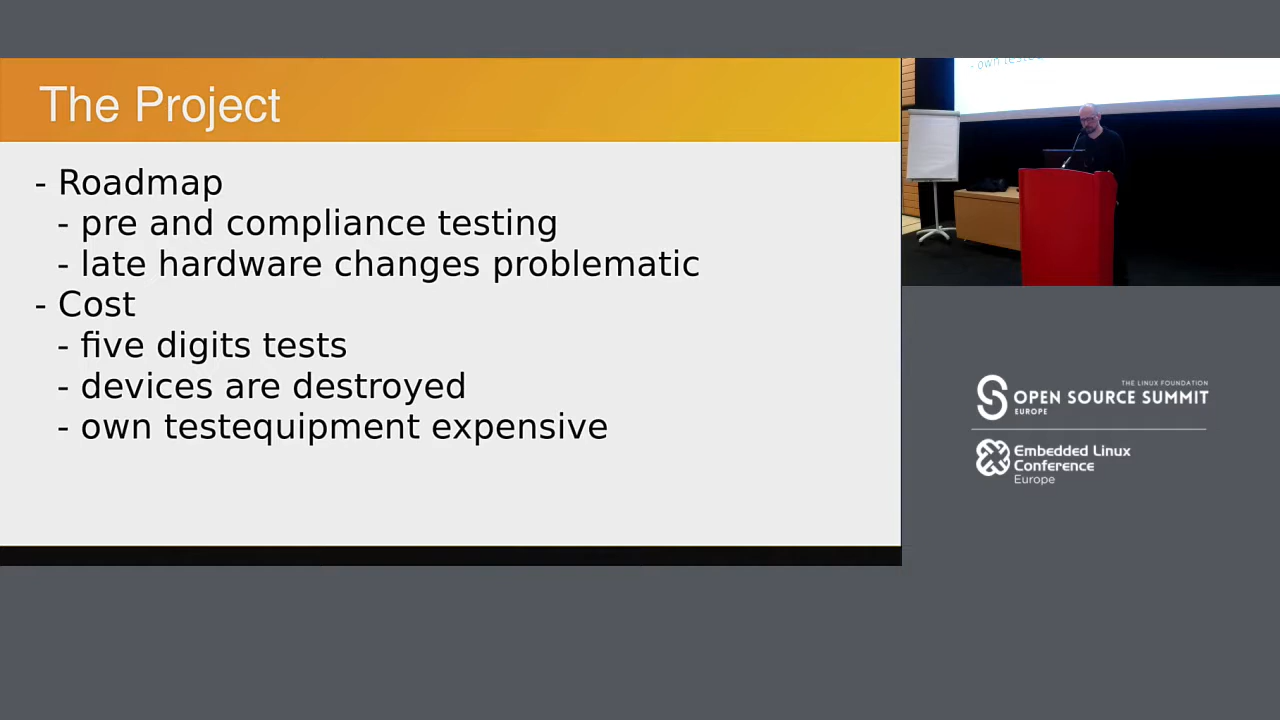 The Project
- Roadmap
- pre and compliance testing
- late hardware changes problematic
- Cost
- five digits tests
- devices are destroyed
- own testequipment expensive
- own
THE LINUX FOUNDATION
OPEN SOURCE SUMMIT
EUROPE
Embedded Linux
Conference
Europe